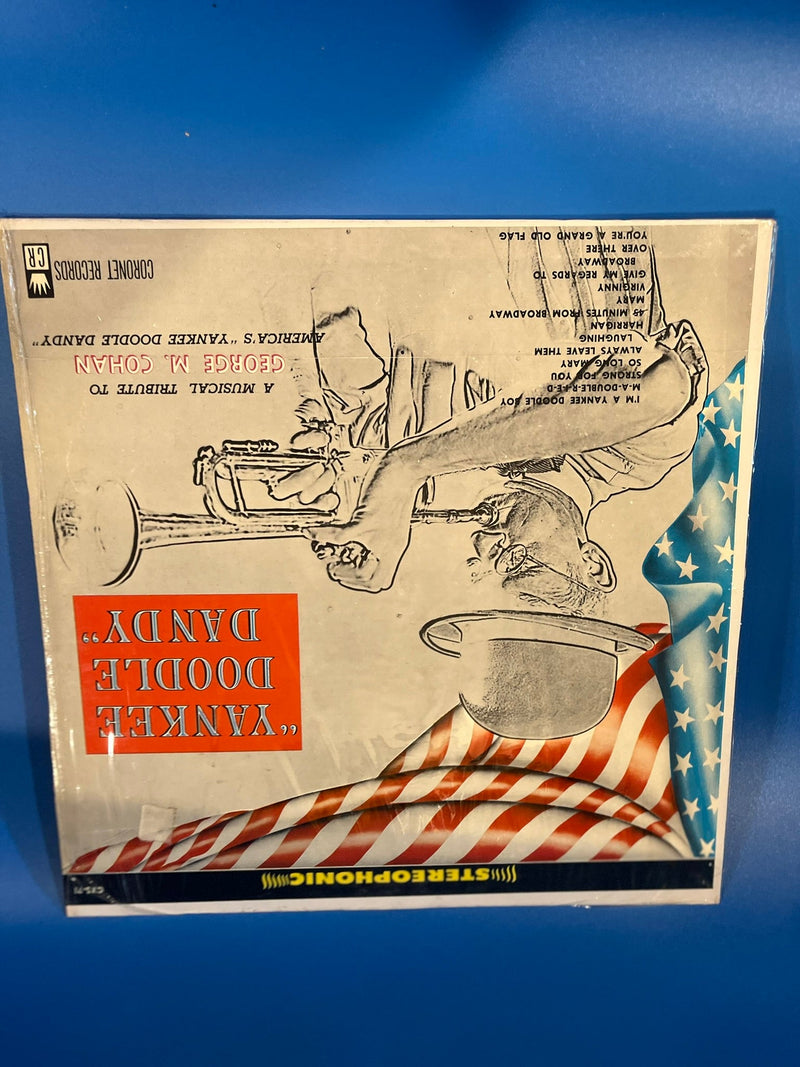 STEREOPHONIC
CXS-71
"YANKEE
DOODLE
DANDY"
A MUSICAL TRIBUTE TO
GEORGE M. COHAN
AMERICA'S "YANKEE DOODLE DANDY"
I'M A YANKEE DOODLE BOY
M-A-DOUBLE-R-I-E-D
STRONG FOR YOU
SO LONG MARY
ALWAYS LEAVE THEM
LAUGHING
HARRIGAN
45 MINUTES FROM BROADWAY
MARY
VIRGINNY
GIVE MY REGARDS TO
BROADWAY
OVER THERE
YOU'RE A GRAND OLD FLAG
CR
CORONET RECORDS